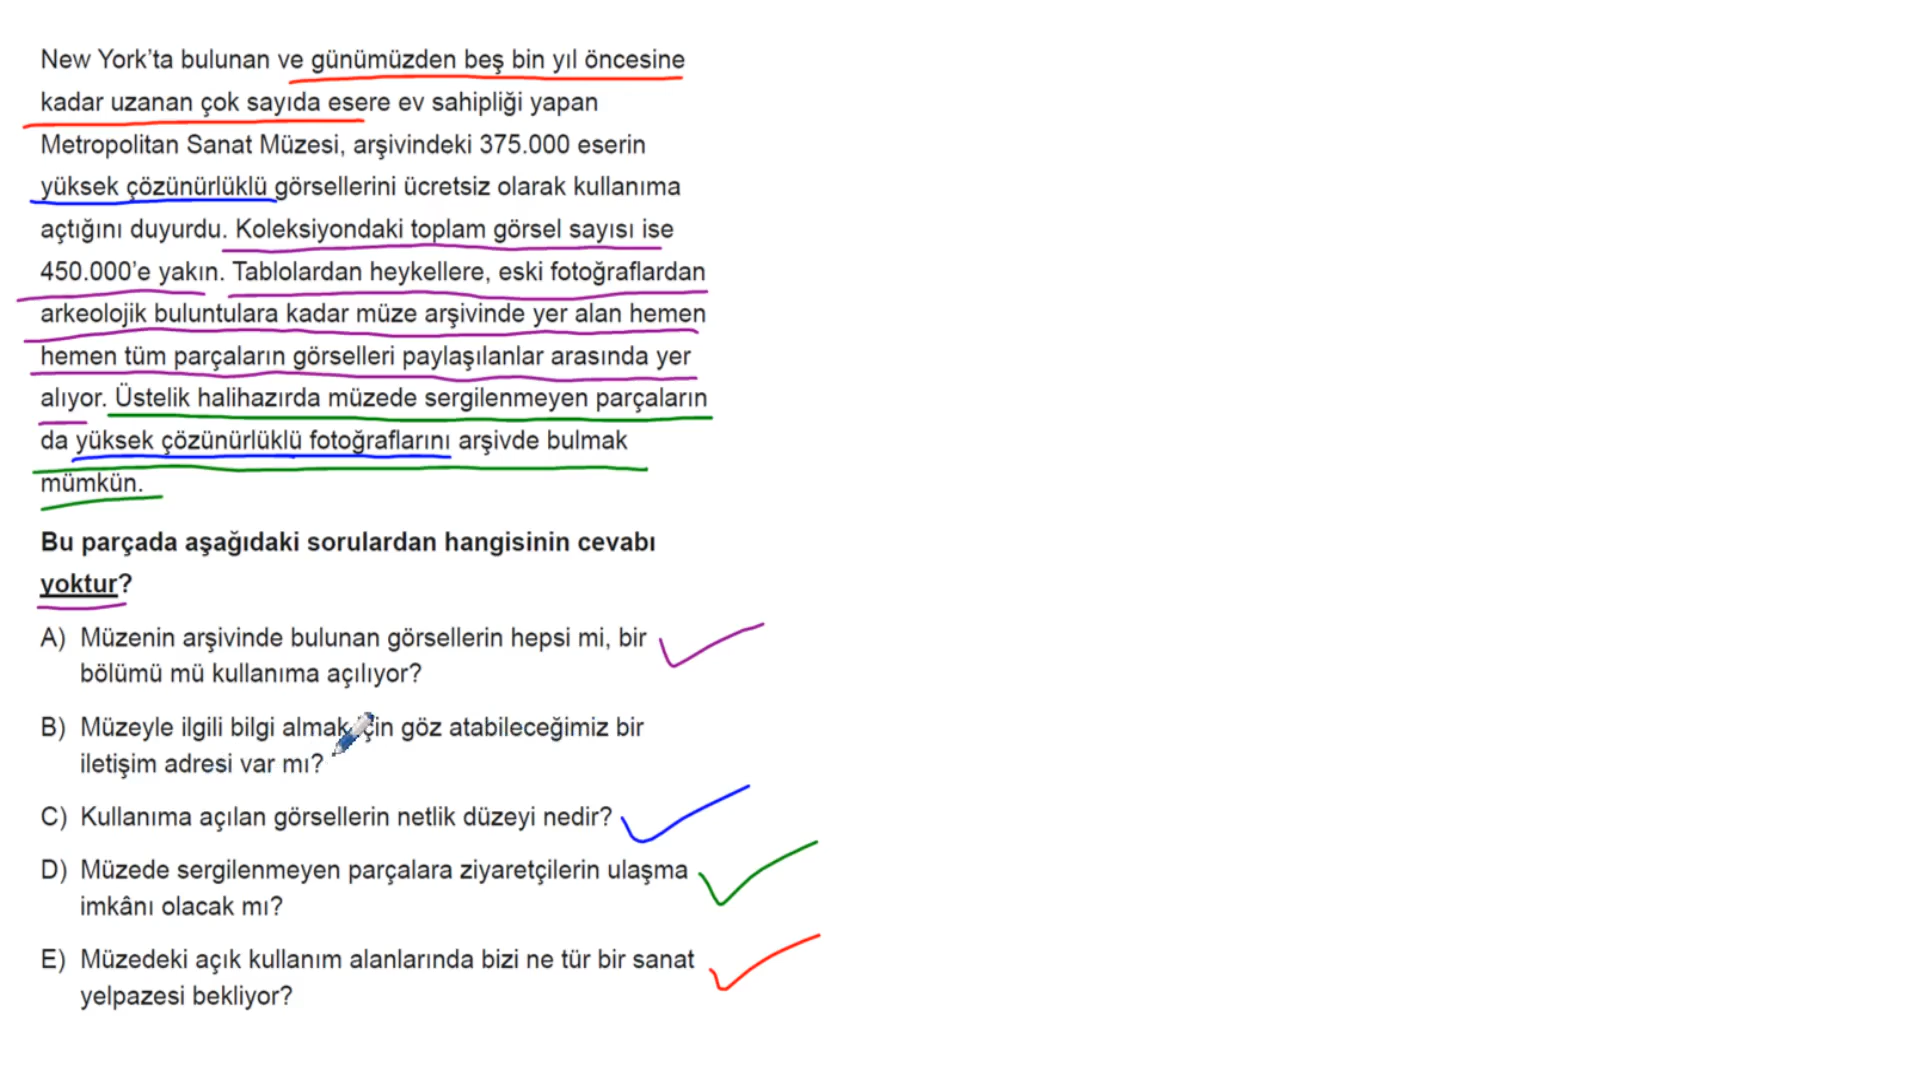 New York’ta bulunan ve günümüzden beş bin yıl öncesine
kadar uzanan çok sayıda esere ev sahipliği yapan
Metropolitan Sanat Müzesi, arşivindeki 375.000 eserin
yüksek çözünürlüklü görsellerini ücretsiz olarak kullanıma
açtığını duyurdu. Koleksiyondaki toplam görsel sayısı ise
450.000’e yakın. Tablolardan heykellere, eski fotoğraflardan
arkeolojik buluntulara kadar müze arşivinde yer alan hemen
hemen tüm parçaların görselleri paylaşılanlar arasında yer
alıyor. Üstelik halihazırda müzede sergilenmeyen parçaların
da yüksek çözünürlüklü fotoğraflarını arşivde bulmak
mümkün.
Bu parçada aşağıdaki sorulardan hangisinin cevabı
yoktur?
A) Müzenin arşivinde bulunan görsellerin hepsi mi, bir
bölümü mü kullanıma açılıyor?
B) Müzeyle ilgili bilgi almak için göz atabileceğimiz bir
iletişim adresi var mı?
C) Kullanıma açılan görsellerin netlik düzeyi nedir?
D) Müzede sergilenmeyen parçalara ziyaretçilerin ulaşma
imkânı olacak mı?
E) Müzedeki açık kullanım alanlarında bizi ne tür bir sanat
yelpazesi bekliyor?